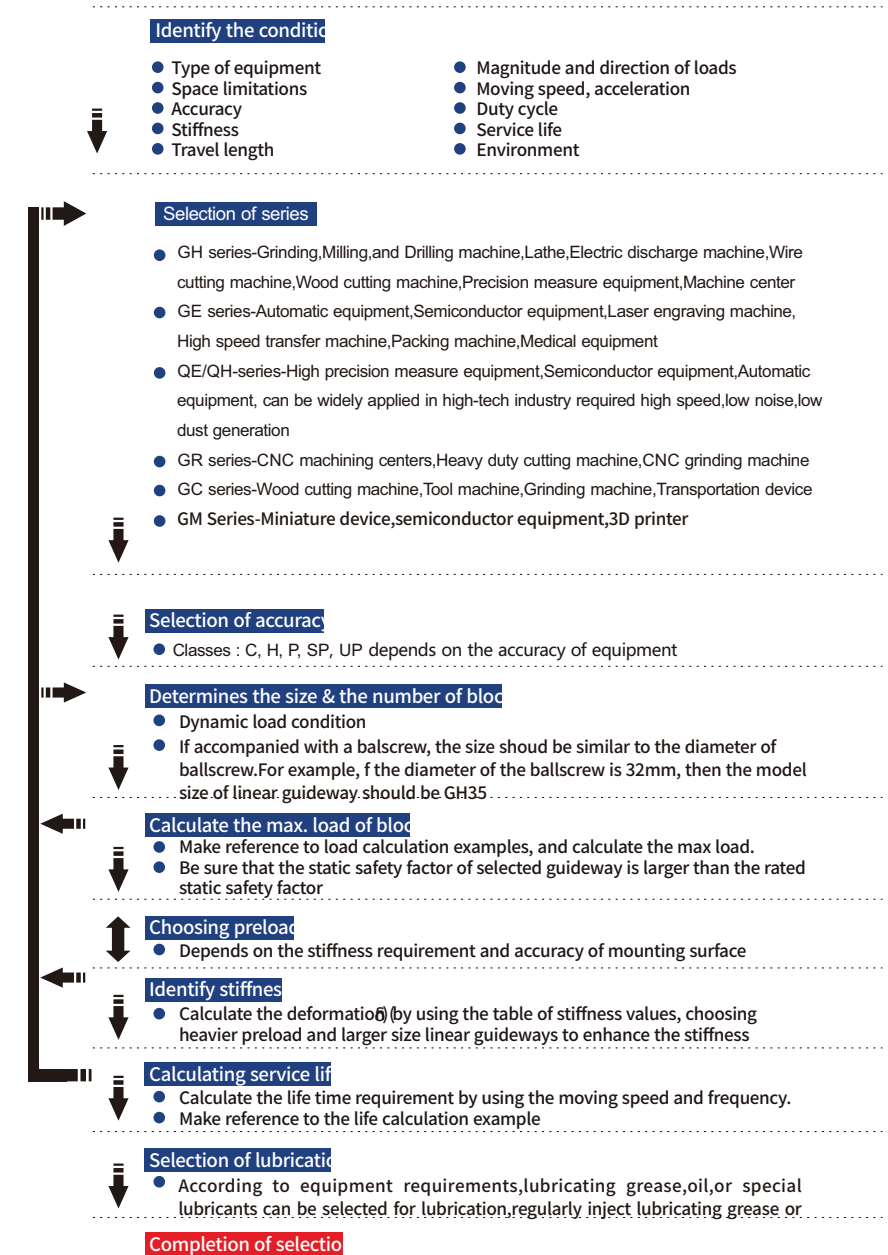 Identify the conditic
Type of equipment
Space limitations
Accuracy
Stiffness
Travel length
Magnitude and direction of loads
Moving speed, acceleration
Duty cycle
Service life
Environment
Selection of series
GH series-Grinding,Milling,and Drilling machine,Lathe,Electric discharge machine,Wire
cutting machine,Wood cutting machine,Precision measure equipment,Machine center
GE series-Automatic equipment,Semiconductor equipment,Laser engraving machine,
High speed transfer machine,Packing machine,Medical equipment
QE/QH-series-High precision measure equipment,Semiconductor equipment,Automatic
equipment, can be widely applied in high-tech industry required high speed,low noise,low
dust generation
GR series-CNC machining centers,Heavy duty cutting machine,CNC grinding machine
GC series-Wood cutting machine,Tool machine,Grinding machine,Transportation device
GM Series-Miniature device,semiconductor equipment,3D printer
Selection of accuracy
Classes : C, H, P, SP, UP depends on the accuracy of equipment
Determines the size & the number of bloc
Dynamic load condition
If accompanied with a balscrew, the size shoud be similar to the diameter of
ballscrew.For example, f the diameter of the ballscrew is 32mm, then the model
size of linear guideway should be GH35
Calculate the max. load of bloc
Make reference to load calculation examples, and calculate the max load.
Be sure that the static safety factor of selected guideway is larger than the rated
static safety factor
Choosing preload
Depends on the stiffness requirement and accuracy of mounting surface
Identify stiffnes
Calculate the deformation (by using the table of stiffness values, choosing
heavier preload and larger size linear guideways to enhance the stiffness
Calculating service lif
Calculate the life time requirement by using the moving speed and frequency.
Make reference to the life calculation example
Selection of lubricatic
According to equipment requirements,lubricating grease,oil,or special
lubricants can be selected for lubrication,regularly inject lubricating grease or
Completion of selectio